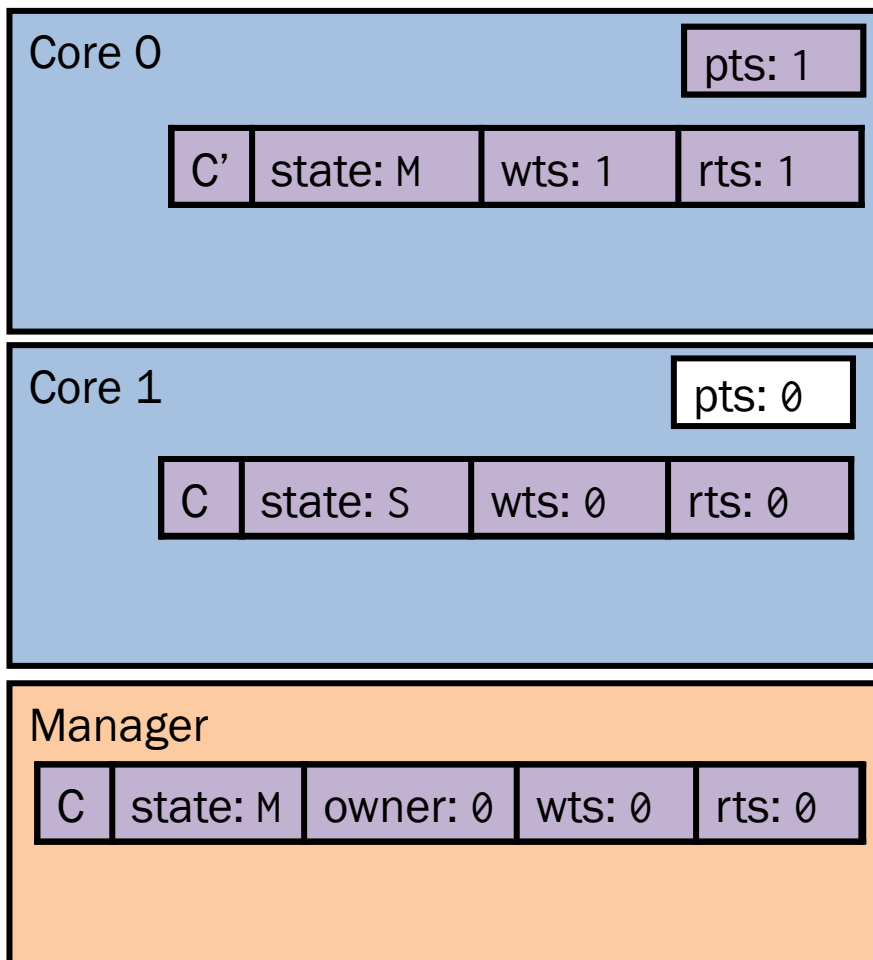 Core 0
pts: 1
C’ state: M wts: 1 rts: 1
Core 1
pts: 0
C state: S wts: 0 rts: 0
Manager
C state: M owner: 0 wts: 0 rts: 0